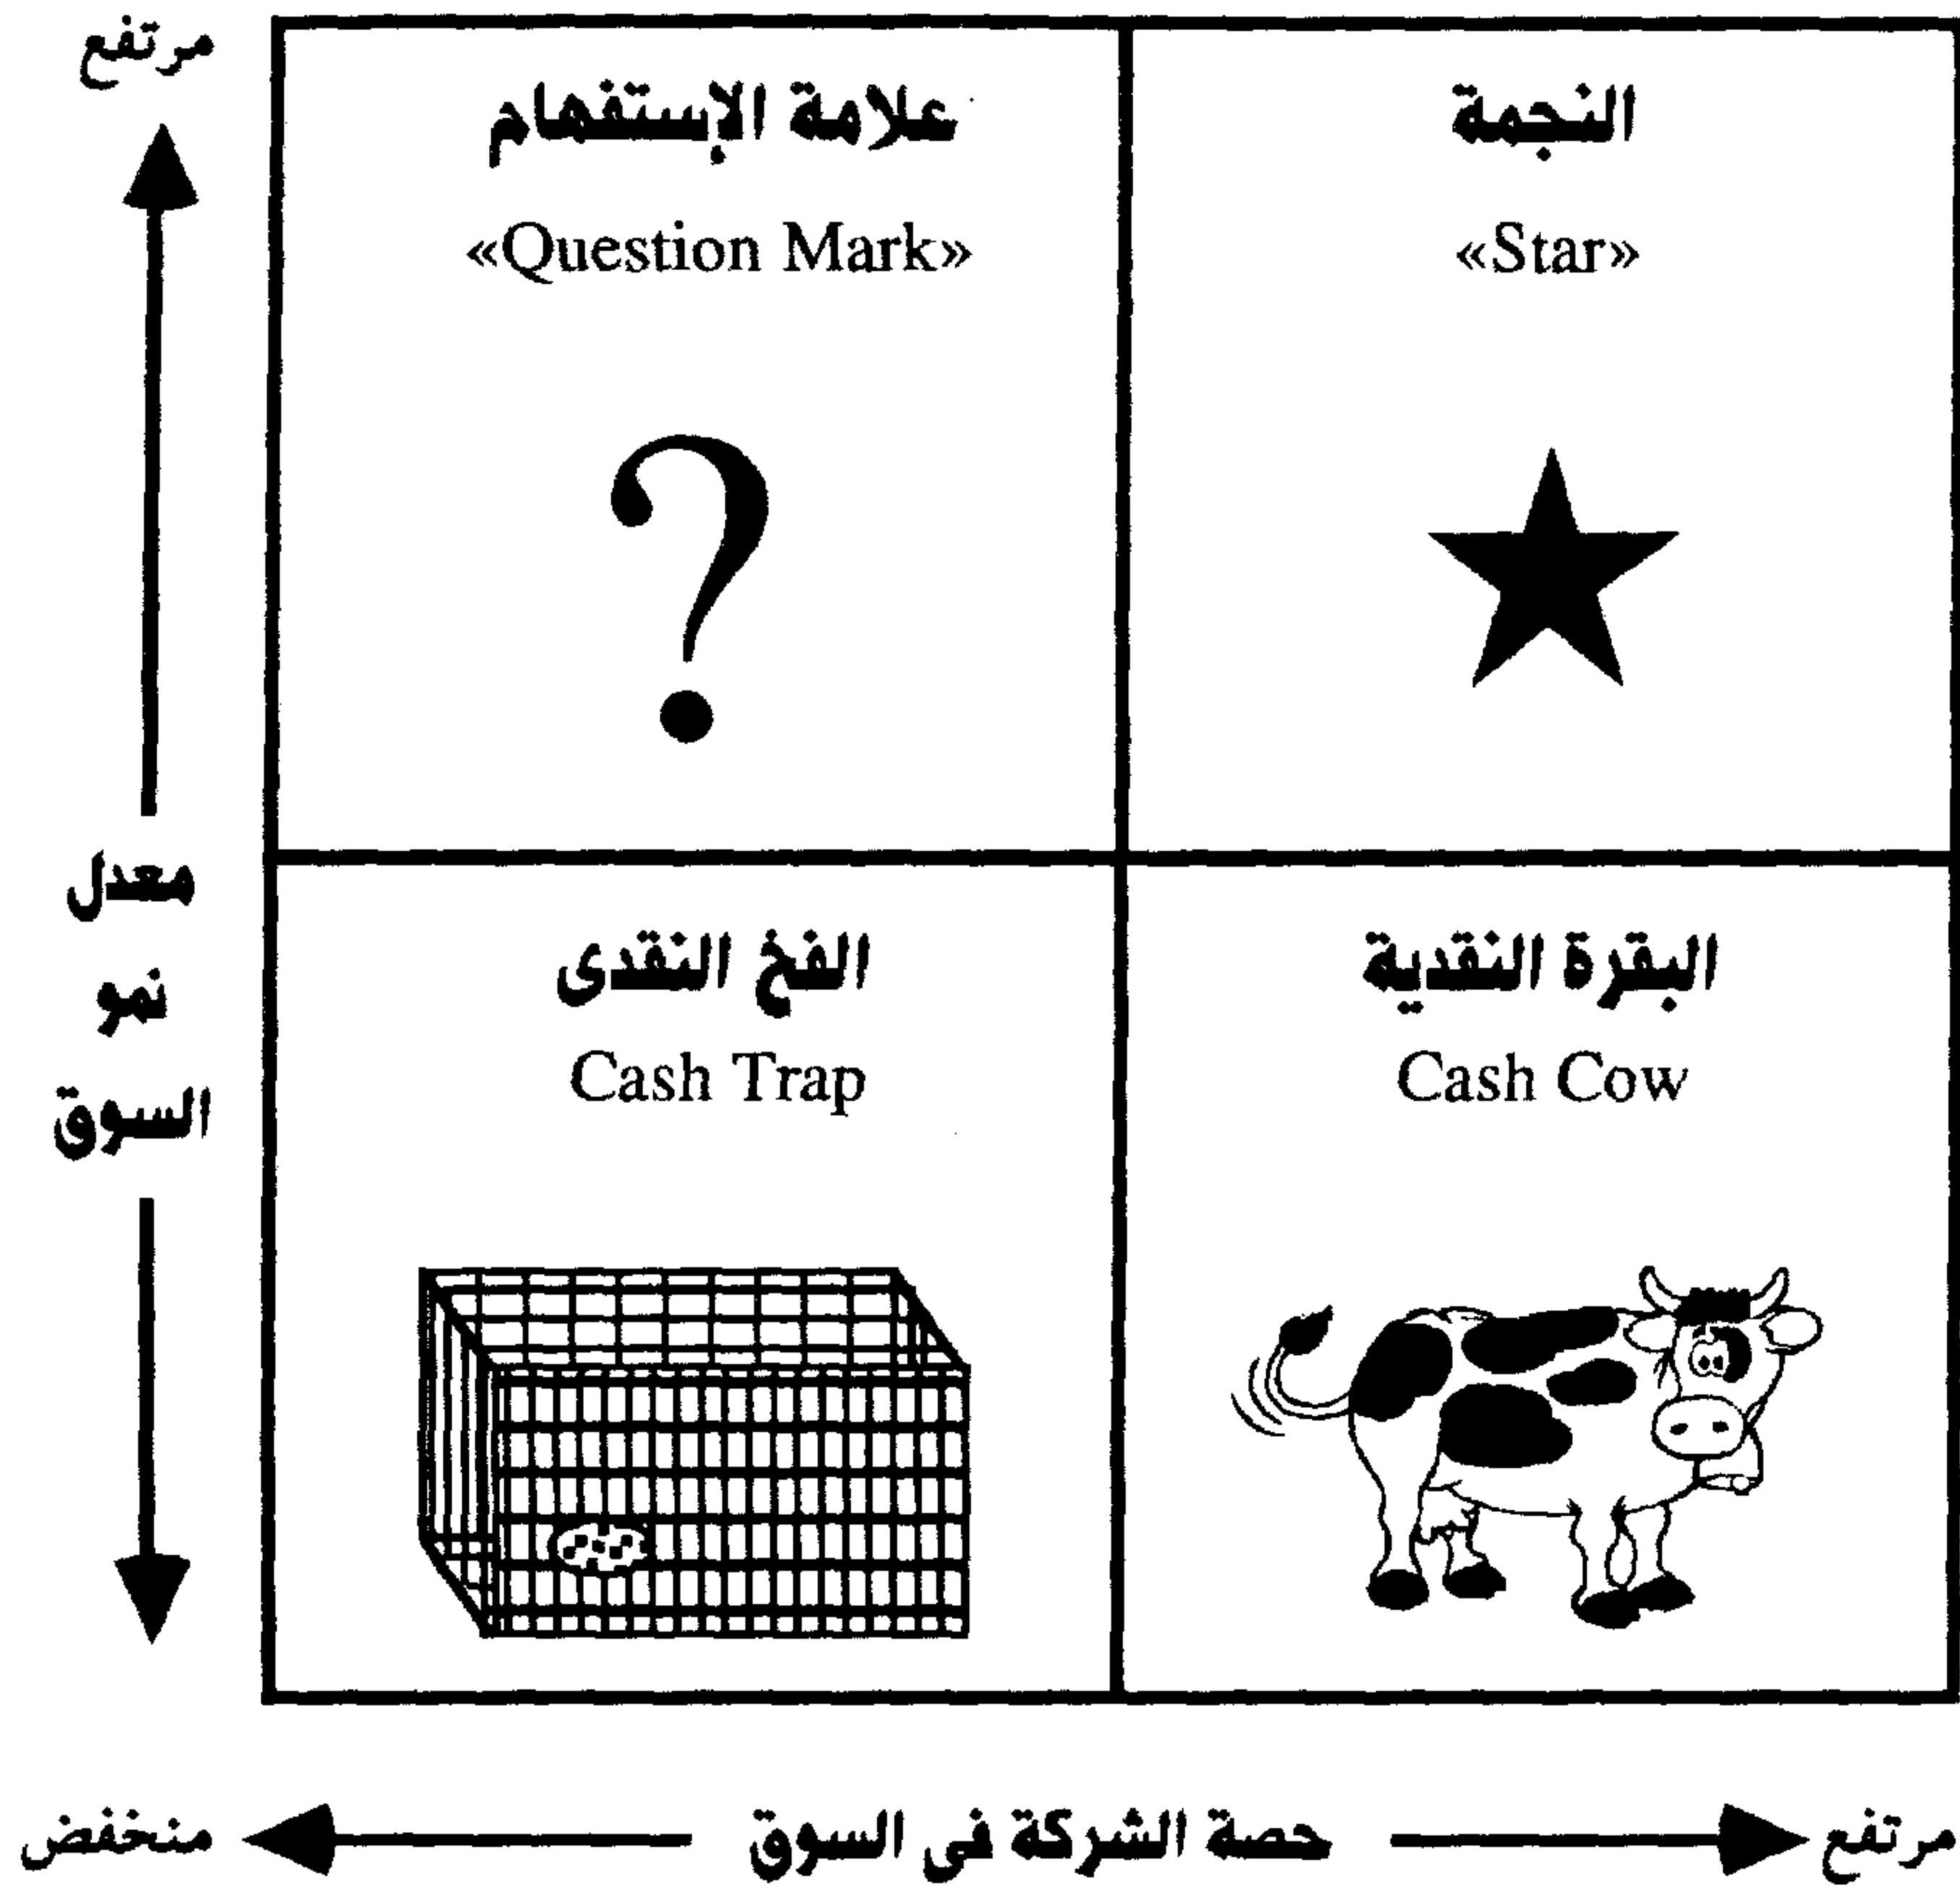 مرتفع
علامة الإستفهام
«Question Mark»
النجمة
«Star»
معدل
نمو
السوق
الفخ النقدى
Cash Trap
البقرة النقدية
Cash Cow
منخفض
حصة الشركة فى السوق
مرتفع